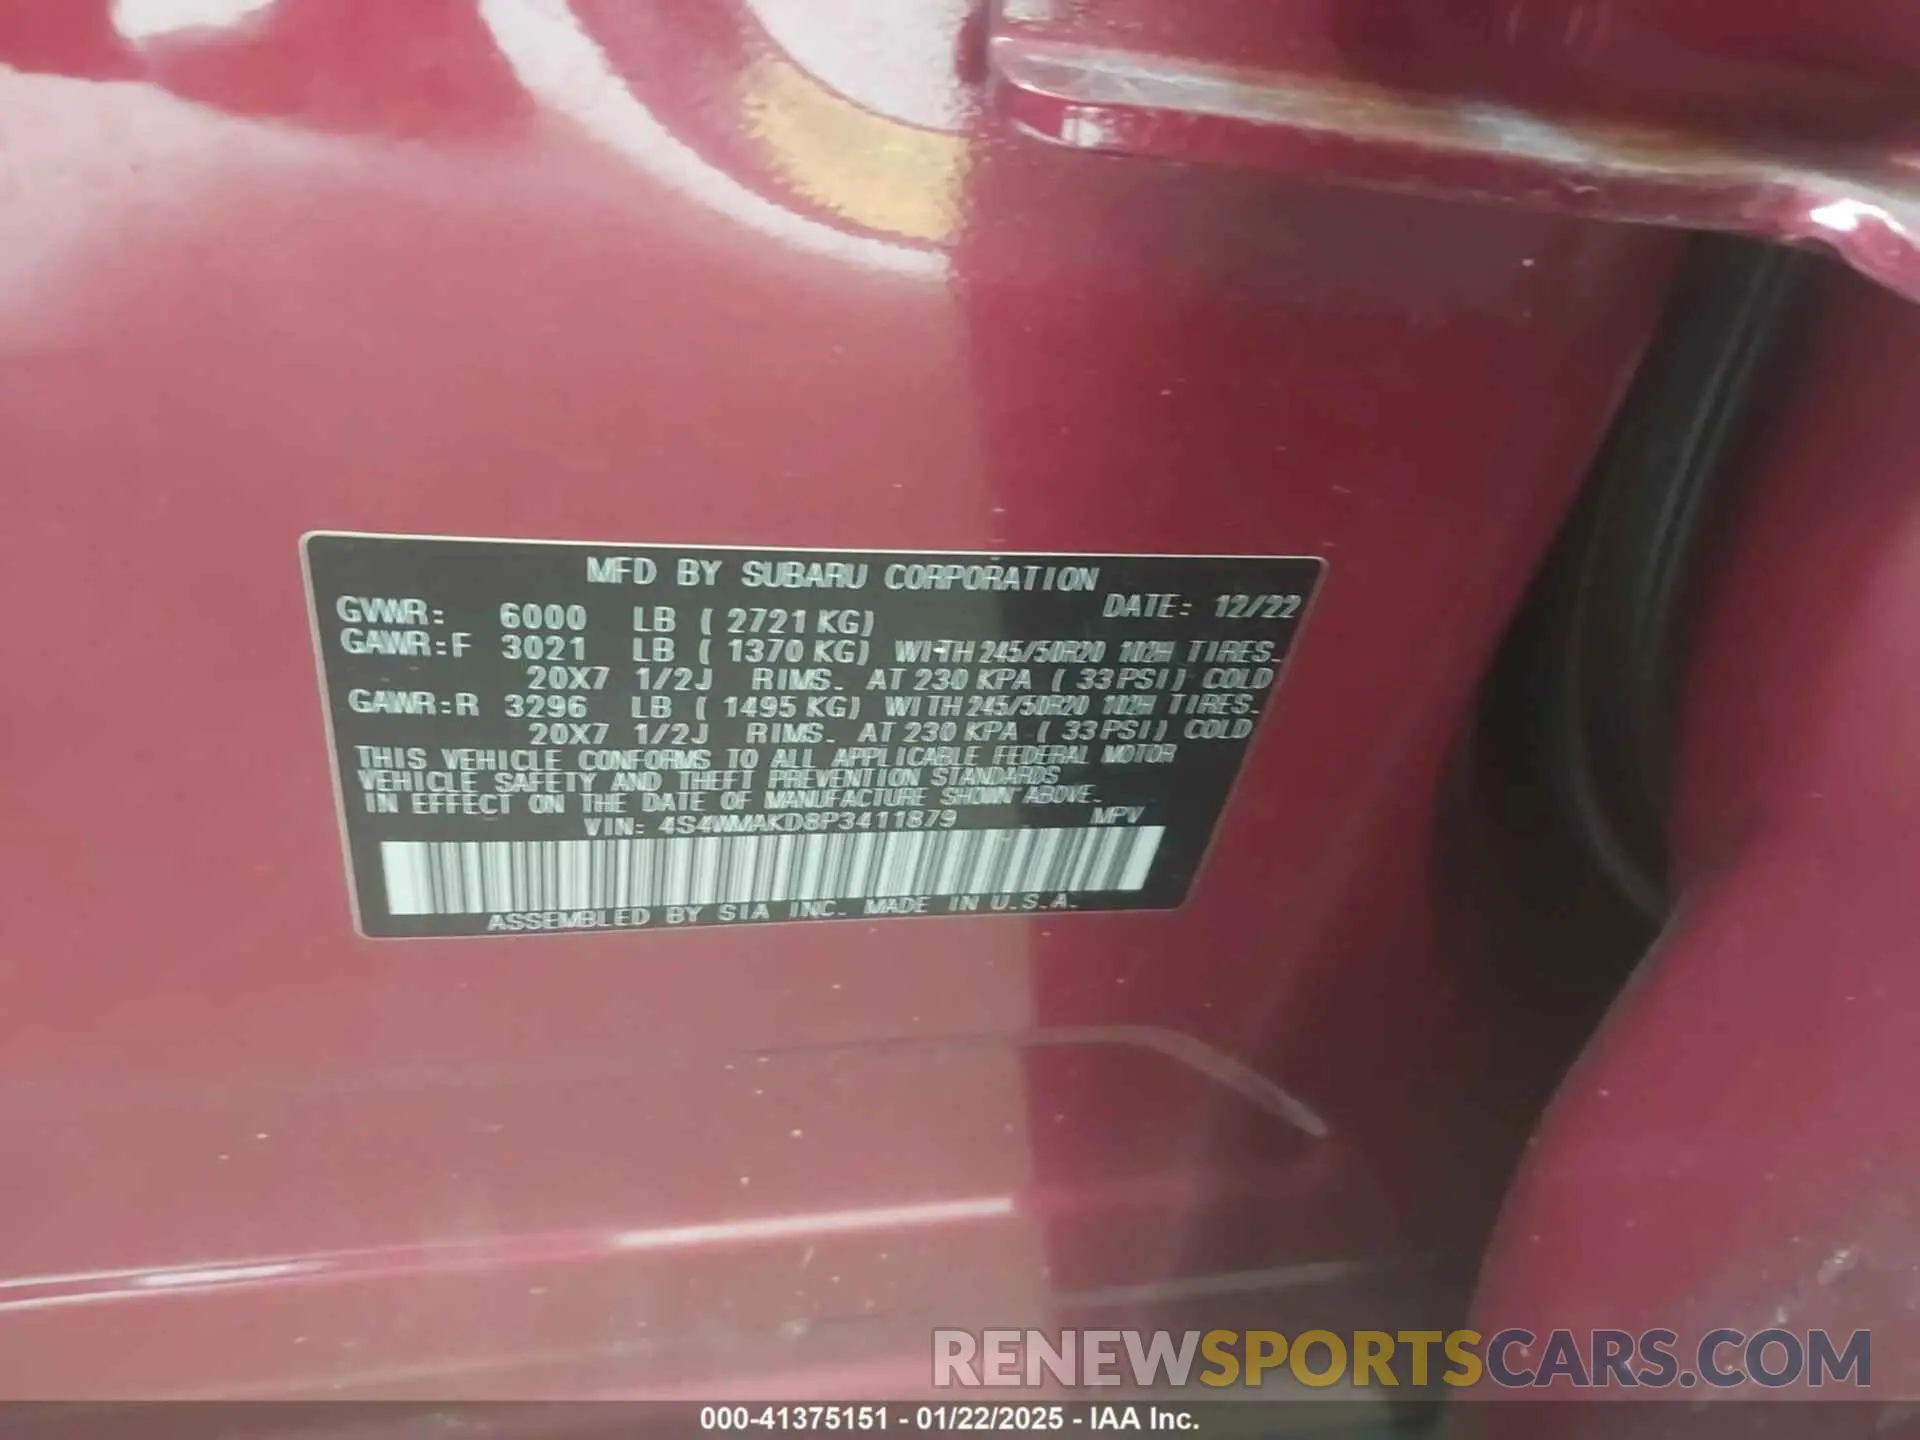 MFD BY SUBARU CORPORATION
GVWR: 6000 LB ( 2721 KG) DATE: 12/22
GAWR:F 3021 LB ( 1370 KG) WITH 245/50R20 102H TIRES.
20X7 1/2J RIMS. AT 230 KPA ( 33 PSI) COLD
GAWR:R 3296 LB ( 1495 KG) WITH 245/50R20 102H TIRES.
20X7 1/2J RIMS. AT 230 KPA ( 33 PSI) COLD
THIS VEHICLE CONFORMS TO ALL APPLICABLE FEDERAL MOTOR
VEHICLE SAFETY AND THEFT PREVENTION STANDARDS
IN EFFECT ON THE DATE OF MANUFACTURE SHOWN ABOVE.
VIN: 4S4WMAKD8P3411879 MPV
ASSEMBLED BY SIA INC. MADE IN U.S.A.
RENEWSPORTSCARS.COM
000-41375151 - 01/22/2025 - IAA Inc.